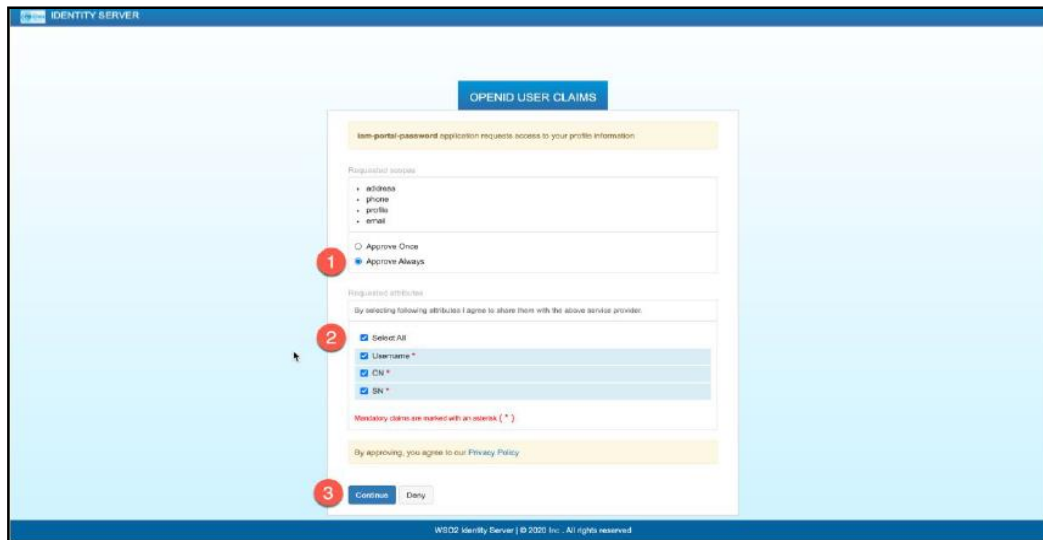 IDENTITY SERVER
OPENID USER CLAIMS
iam-portal-password application requests access to your profile information.
Requested scopes
address
phone
profile
email
Approve Once
1
Approve Always
Requested attributes
By selecting following attributes I agree to share them with the above service provider.
2
Select All
Username *
CN *
SN *
Mandatory claims are marked with an asterisk ( * )
By approving, you agree to our Privacy Policy
3
Continue Deny
WSO2 Identity Server | © 2020 Inc . All rights reserved